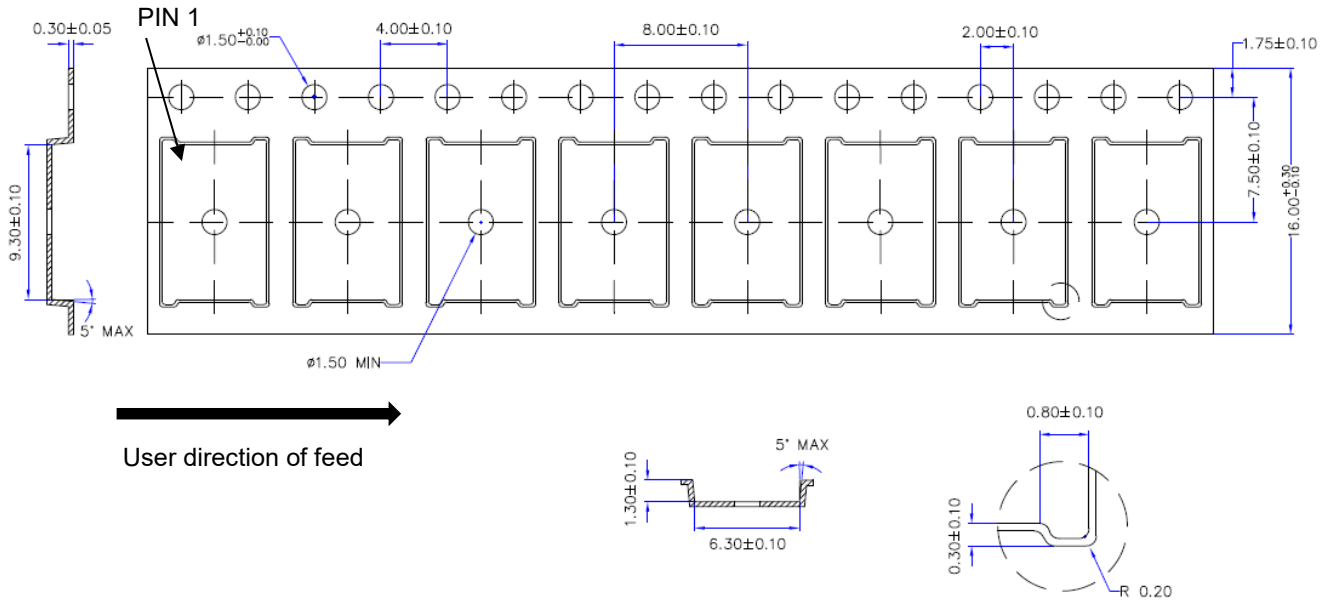 PIN 1
0.30±0.05
ø1.50+0.10-0.00
4.00±0.10
8.00±0.10
2.00±0.10
1.75±0.10
9.30±0.10
7.50±0.10
16.00+0.30-0.10
5° MAX
ø1.50 MIN
User direction of feed
5° MAX
1.30±0.10
6.30±0.10
0.80±0.10
0.30±0.10
R 0.20